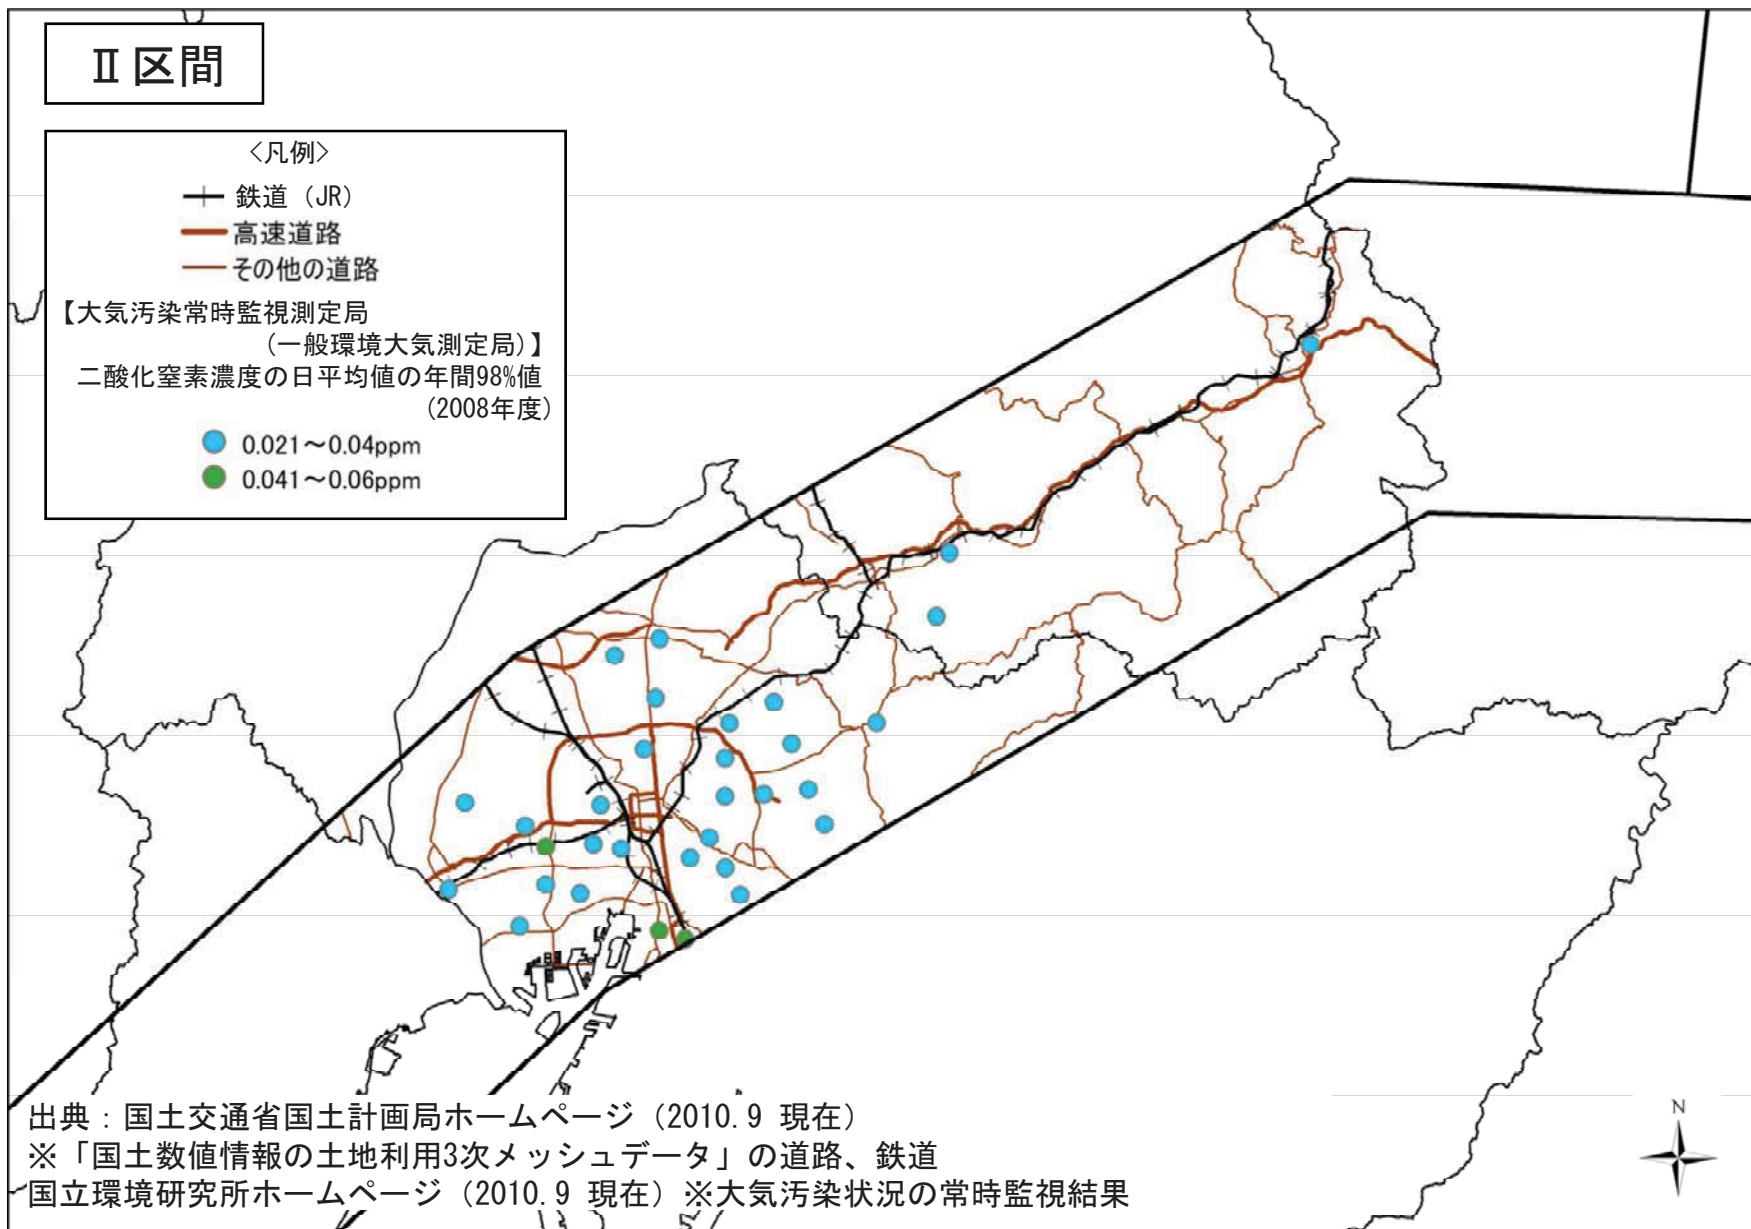 Ⅱ区間
〈凡例〉
鉄道（JR）
高速道路
その他の道路
【大気汚染常時監視測定局
（一般環境大気測定局）】
二酸化窒素濃度の日平均値の年間98%値
（2008年度）
0.021～0.04ppm
0.041～0.06ppm
N
出典：国土交通省国土計画局ホームページ（2010.9 現在）
※「国土数値情報の土地利用3次メッシュデータ」の道路、鉄道
国立環境研究所ホームページ（2010.9 現在）※大気汚染状況の常時監視結果